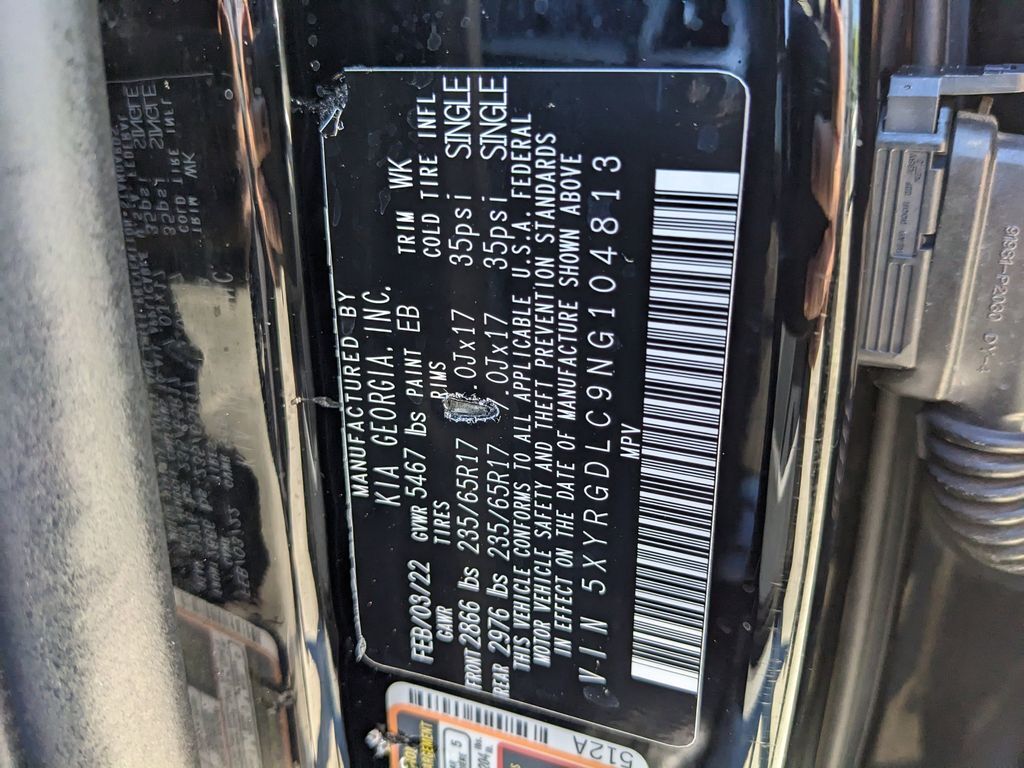 MANUFACTURED BY
KIA GEORGIA, INC.
FEB/03/22 GVWR 5467 lbs PAINT EB TRIM WK
GAWR TIRES RIMS COLD TIRE INFL
FRONT 2866 lbs 235/65R17 .0Jx17 35psi SINGLE
REAR 2976 lbs 235/65R17 .0Jx17 35psi SINGLE
THIS VEHICLE CONFORMS TO ALL APPLICABLE U.S.A. FEDERAL
MOTOR VEHICLE SAFETY AND THEFT PREVENTION STANDARDS
IN EFFECT ON THE DATE OF MANUFACTURE SHOWN ABOVE
VIN 5XYRGDLC9NG104813
MPV
512A